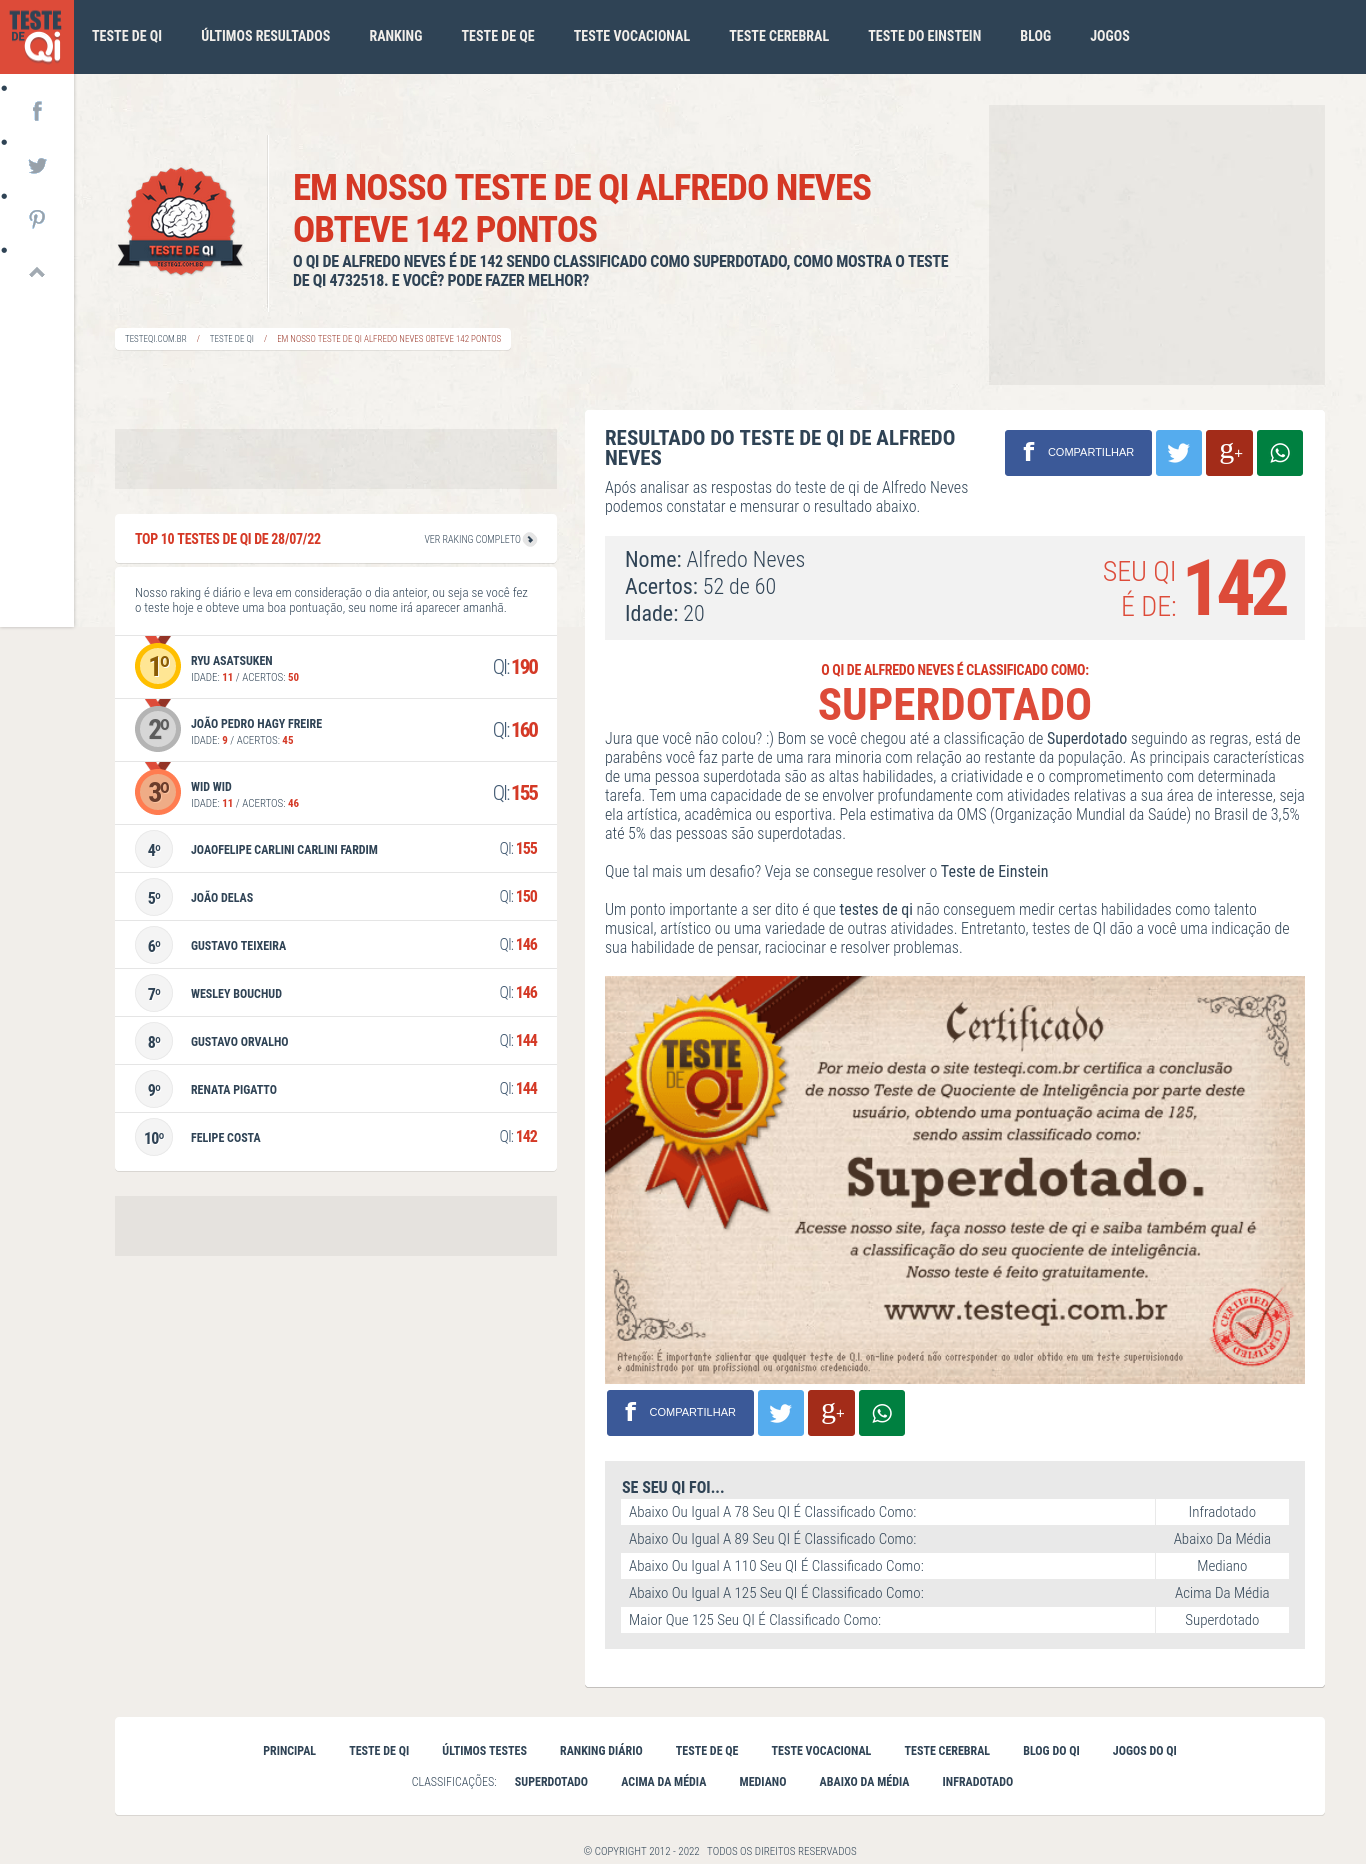 TESTE
DE Qi
TESTE DE QI
ÚLTIMOS RESULTADOS
RANKING
TESTE DE QE
TESTE VOCACIONAL
TESTE CEREBRAL
TESTE DO EINSTEIN
BLOG
JOGOS
TESTE DE QI
TESTEQI.COM.BR
EM NOSSO TESTE DE QI ALFREDO NEVES
OBTEVE 142 PONTOS
O QI DE ALFREDO NEVES É DE 142 SENDO CLASSIFICADO COMO SUPERDOTADO, COMO MOSTRA O TESTE
DE QI 4732518. E VOCÊ? PODE FAZER MELHOR?
TESTEQI.COM.BR / TESTE DE QI / EM NOSSO TESTE DE QI ALFREDO NEVES OBTEVE 142 PONTOS
TOP 10 TESTES DE QI DE 28/07/22
VER RAKING COMPLETO
Nosso raking é diário e leva em consideração o dia anteior, ou seja se você fez
o teste hoje e obteve uma boa pontuação, seu nome irá aparecer amanhã.
1º RYU ASATSUKEN QI: 190
IDADE: 11 / ACERTOS: 50
2º JOÃO PEDRO HAGY FREIRE QI: 160
IDADE: 9 / ACERTOS: 45
3º WID WID QI: 155
IDADE: 11 / ACERTOS: 46
4º JOAOFELIPE CARLINI CARLINI FARDIM QI: 155
5º JOÃO DELAS QI: 150
6º GUSTAVO TEIXEIRA QI: 146
7º WESLEY BOUCHUD QI: 146
8º GUSTAVO ORVALHO QI: 144
9º RENATA PIGATTO QI: 144
10º FELIPE COSTA QI: 142
RESULTADO DO TESTE DE QI DE ALFREDO
NEVES
f COMPARTILHAR g+
Após analisar as respostas do teste de qi de Alfredo Neves
podemos constatar e mensurar o resultado abaixo.
Nome: Alfredo Neves
Acertos: 52 de 60
Idade: 20
SEU QI
É DE: 142
O QI DE ALFREDO NEVES É CLASSIFICADO COMO:
SUPERDOTADO
Jura que você não colou? :) Bom se você chegou até a classificação de Superdotado seguindo as regras, está de
parabêns você faz parte de uma rara minoria com relação ao restante da população. As principais características
de uma pessoa superdotada são as altas habilidades, a criatividade e o comprometimento com determinada
tarefa. Tem uma capacidade de se envolver profundamente com atividades relativas a sua área de interesse, seja
ela artística, acadêmica ou esportiva. Pela estimativa da OMS (Organização Mundial da Saúde) no Brasil de 3,5%
até 5% das pessoas são superdotadas.
Que tal mais um desafio? Veja se consegue resolver o Teste de Einstein
Um ponto importante a ser dito é que testes de qi não conseguem medir certas habilidades como talento
musical, artístico ou uma variedade de outras atividades. Entretanto, testes de QI dão a você uma indicação de
sua habilidade de pensar, raciocinar e resolver problemas.
TESTE
DE QI
Certificado
Por meio desta o site testeqi.com.br certifica a conclusão
de nosso Teste de Quociente de Inteligência por parte deste
usuário, obtendo uma pontuação acima de 125,
sendo assim classificado como:
Superdotado.
Acesse nosso site, faça nosso teste de qi e saiba também qual é
a classificação do seu quociente de inteligência.
Nosso teste é feito gratuitamente.
www.testeqi.com.br
CERTIFIED
CERTIFIED
Atenção: É importante salientar que qualquer teste de Q.I. on-line poderá não corresponder ao valor obtido em um teste supervisionado
e administrado por um profissional ou organismo credenciado.
f COMPARTILHAR g+
SE SEU QI FOI...
Abaixo Ou Igual A 78 Seu QI É Classificado Como: Infradotado
Abaixo Ou Igual A 89 Seu QI É Classificado Como: Abaixo Da Média
Abaixo Ou Igual A 110 Seu QI É Classificado Como: Mediano
Abaixo Ou Igual A 125 Seu QI É Classificado Como: Acima Da Média
Maior Que 125 Seu QI É Classificado Como: Superdotado
PRINCIPAL TESTE DE QI ÚLTIMOS TESTES RANKING DIÁRIO TESTE DE QE TESTE VOCACIONAL TESTE CEREBRAL BLOG DO QI JOGOS DO QI
CLASSIFICAÇÕES: SUPERDOTADO ACIMA DA MÉDIA MEDIANO ABAIXO DA MÉDIA INFRADOTADO
© COPYRIGHT 2012 - 2022 TODOS OS DIREITOS RESERVADOS